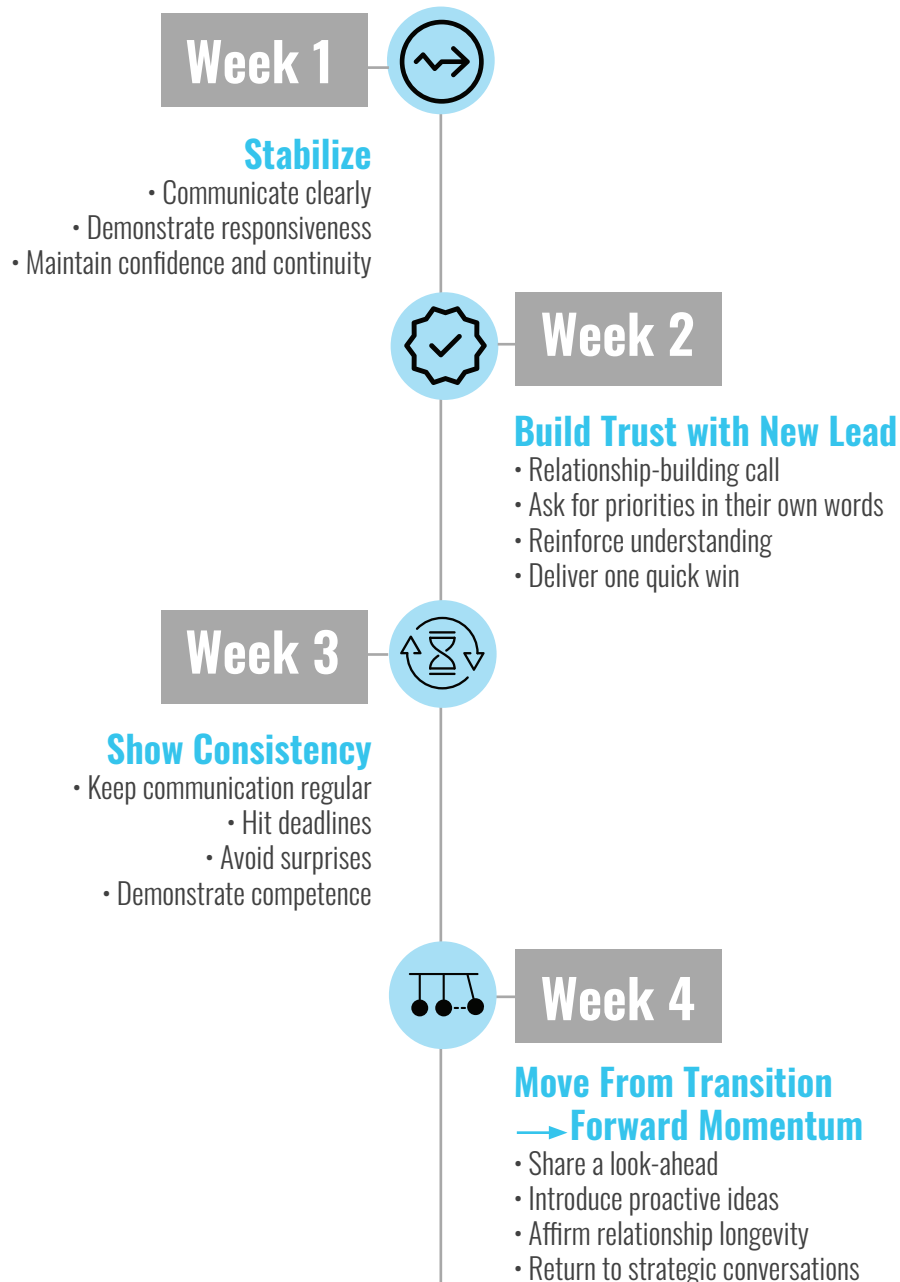 Week 1
Stabilize
• Communicate clearly
• Demonstrate responsiveness
• Maintain confidence and continuity
Week 2
Build Trust with New Lead
• Relationship-building call
• Ask for priorities in their own words
• Reinforce understanding
• Deliver one quick win
Week 3
Show Consistency
• Keep communication regular
• Hit deadlines
• Avoid surprises
• Demonstrate competence
Week 4
Move From Transition
→Forward Momentum
• Share a look-ahead
• Introduce proactive ideas
• Affirm relationship longevity
• Return to strategic conversations